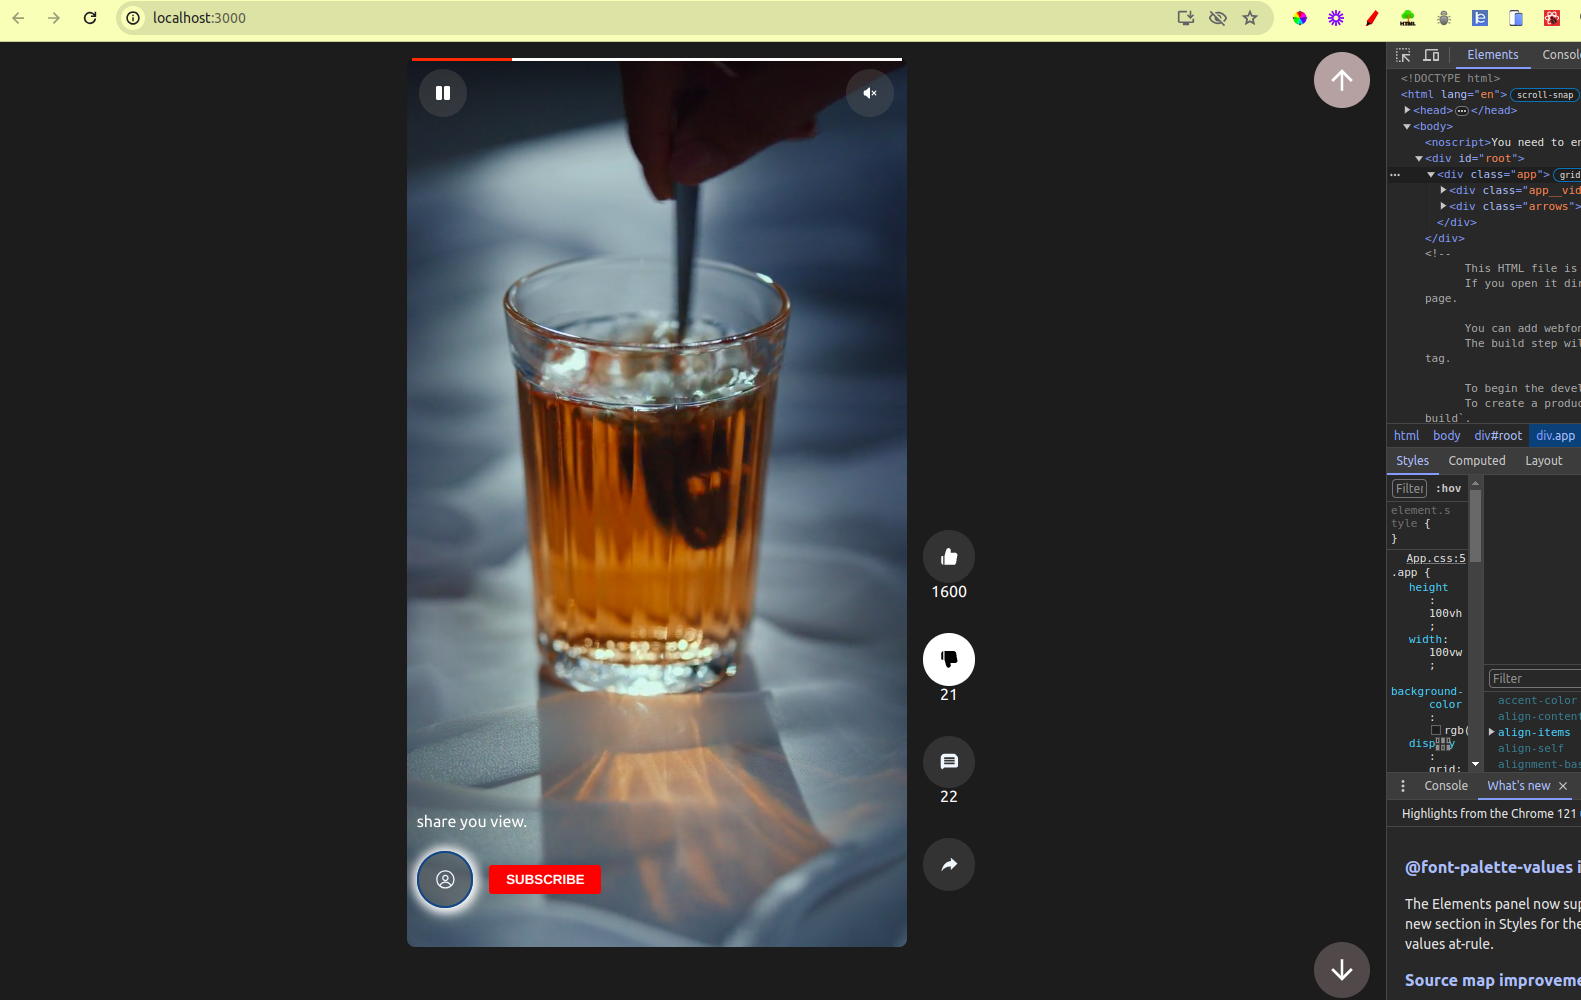 localhost:3000
HTML
Elements
Consol
<!DOCTYPE html>
<html lang="en"> scroll-snap
<head> ••• </head>
<body>
<noscript>You need to en
<div id="root">
<div class="app"> grid
<div class="app__vid
<div class="arrows">
</div>
</div>
<!--
This HTML file is
If you open it dir
page.
You can add webfon
The build step wil
tag.
To begin the devel
To create a produc
build`.
html body div#root div.app
Styles Computed Layout
Filter :hov
element.s
tyle {
}
App.css:5
.app {
height
:
100vh
;
width:
100vw
;
background-
color
:
rgb(
display
:
grid;
Filter
accent-color
align-content
align-items
align-self
alignment-bas
Console What's new
Highlights from the Chrome 121
@font-palette-values i
The Elements panel now sup
new section in Styles for the
values at-rule.
Source map improveme
1600
21
22
share you view.
SUBSCRIBE